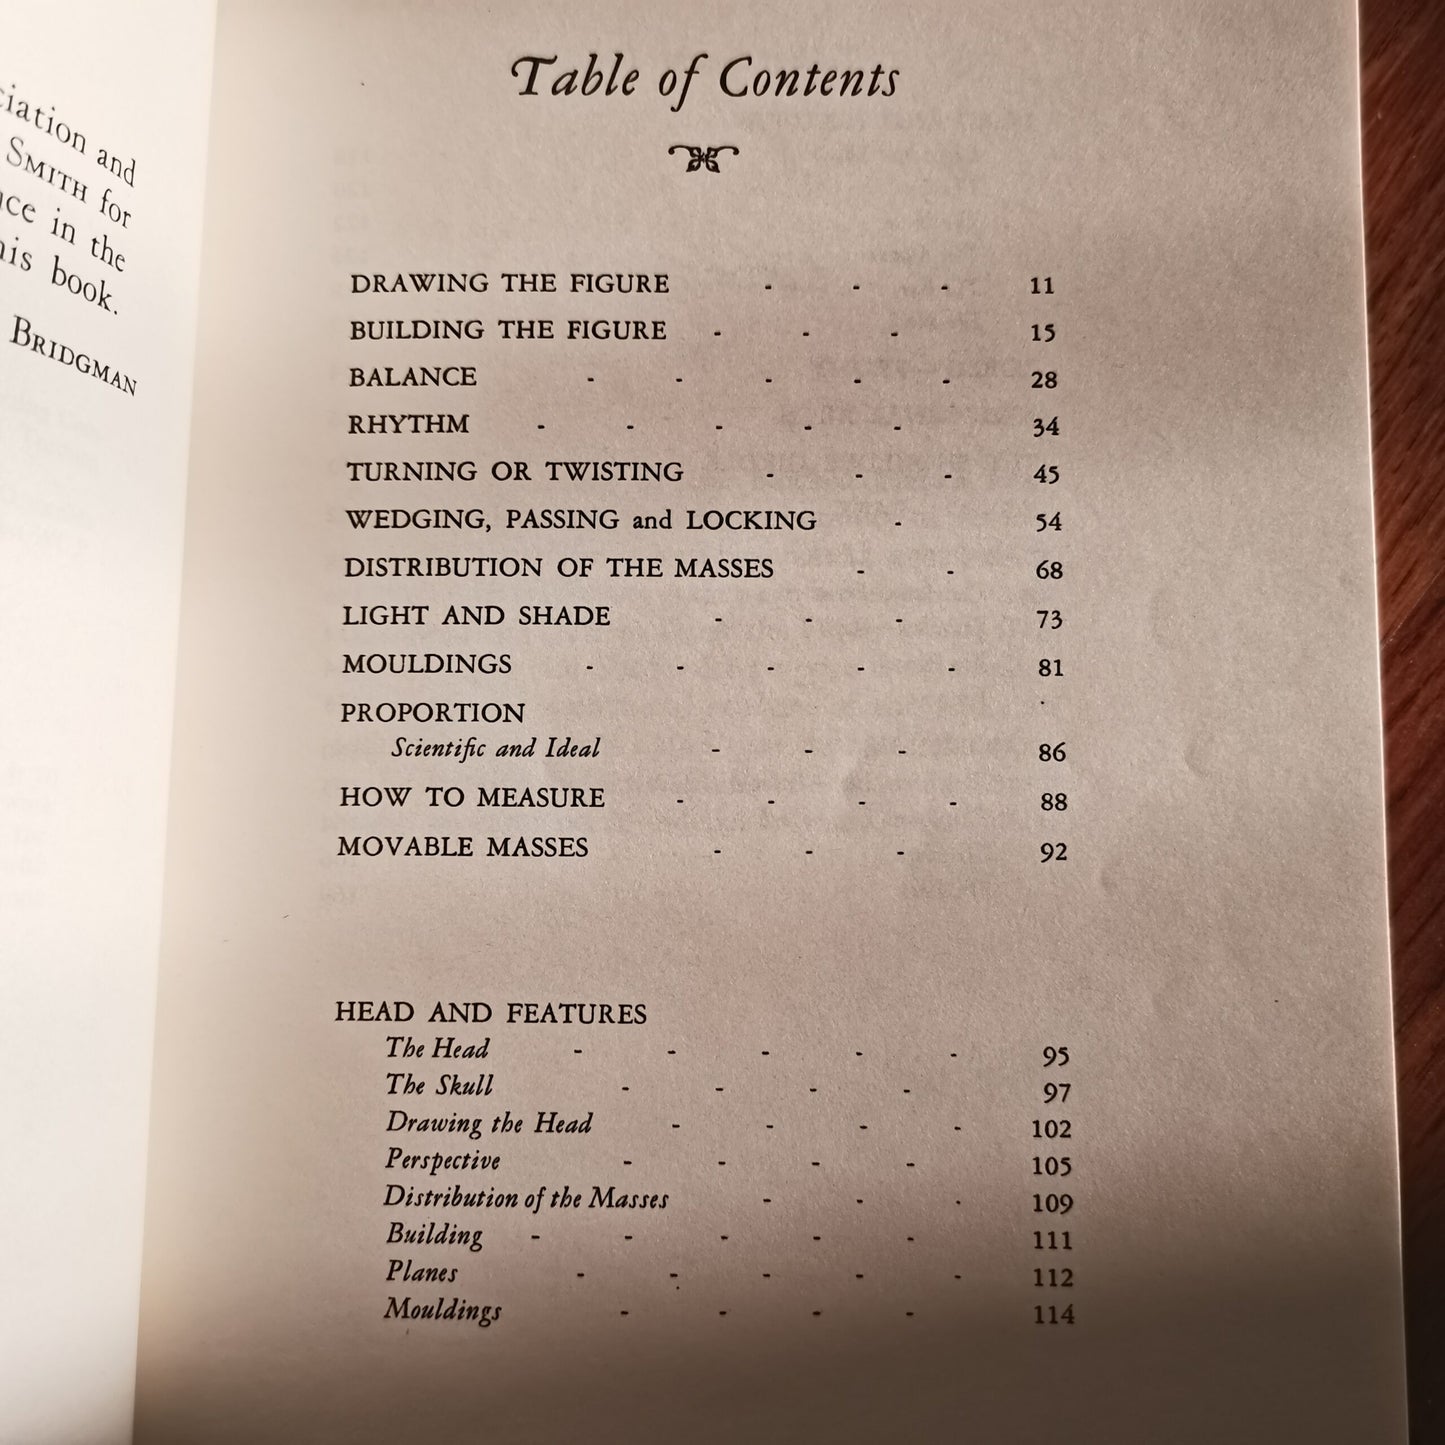 ciation and
SMITH for
ce in the
his book.
BRIDGMAN
Table of Contents
DRAWING THE FIGURE - - - 11
BUILDING THE FIGURE - - - 15
BALANCE - - - - - 28
RHYTHM - - - - - 34
TURNING OR TWISTING - - - 45
WEDGING, PASSING and LOCKING - 54
DISTRIBUTION OF THE MASSES - - 68
LIGHT AND SHADE - - - 73
MOULDINGS - - - - - 81
PROPORTION
Scientific and Ideal - - - 86
HOW TO MEASURE - - - - 88
MOVABLE MASSES - - - 92
HEAD AND FEATURES
The Head - - - - - 95
The Skull - - - - 97
Drawing the Head - - - - 102
Perspective - - - - 105
Distribution of the Masses - - - 109
Building - - - - - 111
Planes - - - - - 112
Mouldings - - - - 114